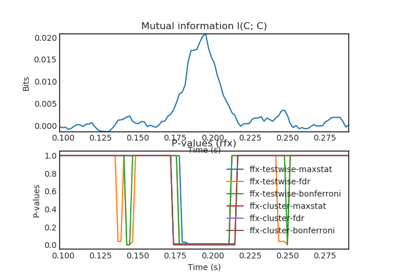 Mutual information I(C; C)
0.020
0.015
0.010
0.005
0.000
Bits
0.100 0.125 0.150 0.175 0.200 0.225 0.250 0.275
Time (s)
P-values (rfx)
1.0
0.8
0.6
0.4
0.2
0.0
P-values
ffx-testwise-maxstat
ffx-testwise-fdr
ffx-testwise-bonferroni
ffx-cluster-maxstat
ffx-cluster-fdr
ffx-cluster-bonferroni
0.100 0.125 0.150 0.175 0.200 0.225 0.250 0.275
Time (s)